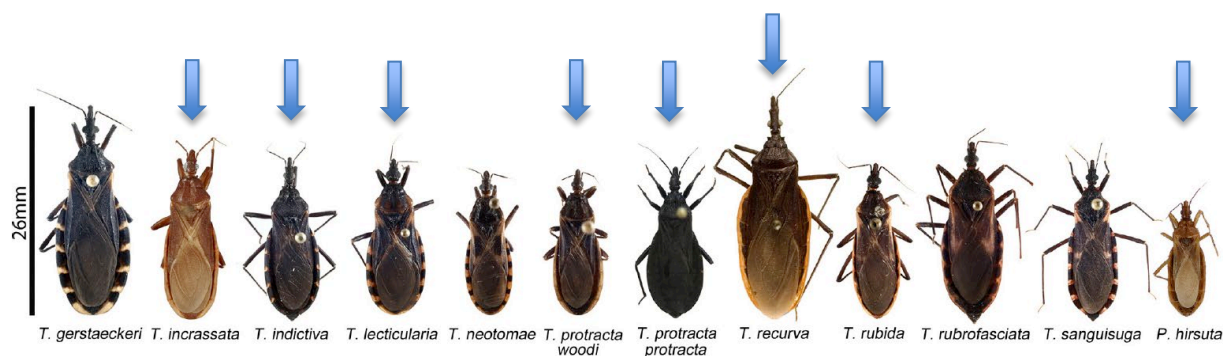 26mm
T. gerstaeckeri
T. incrassata
T. indictiva
T. lecticularia
T. neotomae
T. protracta
woodi
T. protracta
protracta
T. recurva
T. rubida
T. rubrofasciata
T. sanguisuga
P. hirsuta